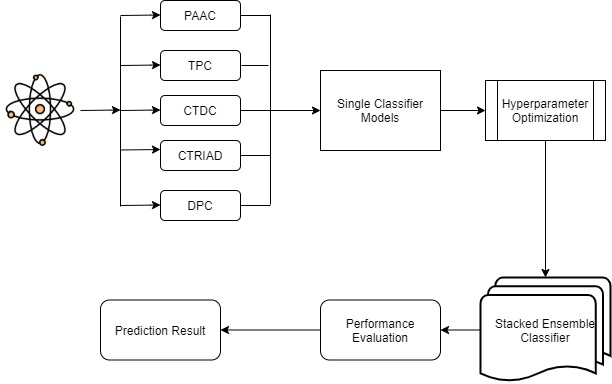 PAAC
TPC
CTDC
CTRIAD
DPC
Single Classifier
Models
Hyperparameter
Optimization
Stacked Ensemble
Classifier
Performance
Evaluation
Prediction Result